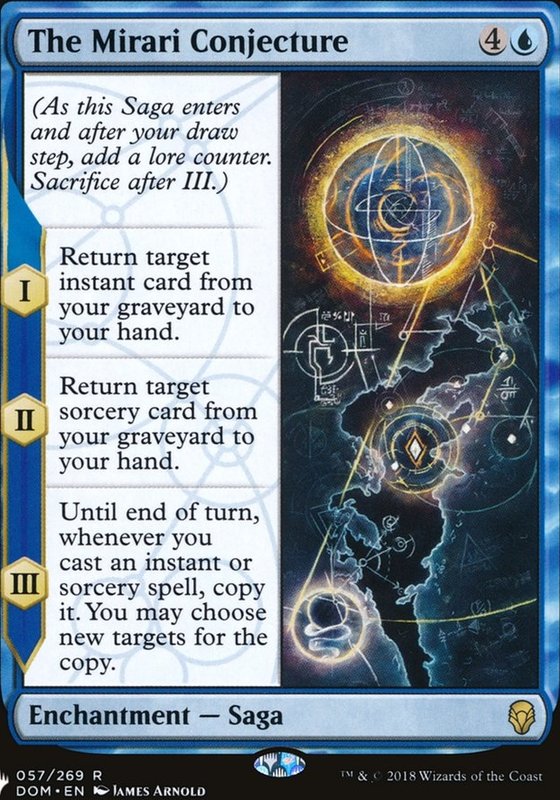 The Mirari Conjecture 4
(As this Saga enters
and after your draw
step, add a lore counter.
Sacrifice after III.)
I
Return target
instant card from
your graveyard to
your hand.
II
Return target
sorcery card from
your graveyard to
your hand.
III
Until end of turn,
whenever you
cast an instant or
sorcery spell, copy
it. You may choose
new targets for the
copy.
Enchantment — Saga
057/269 R
DOM • EN JAMES ARNOLD
™ & © 2018 Wizards of the Coast